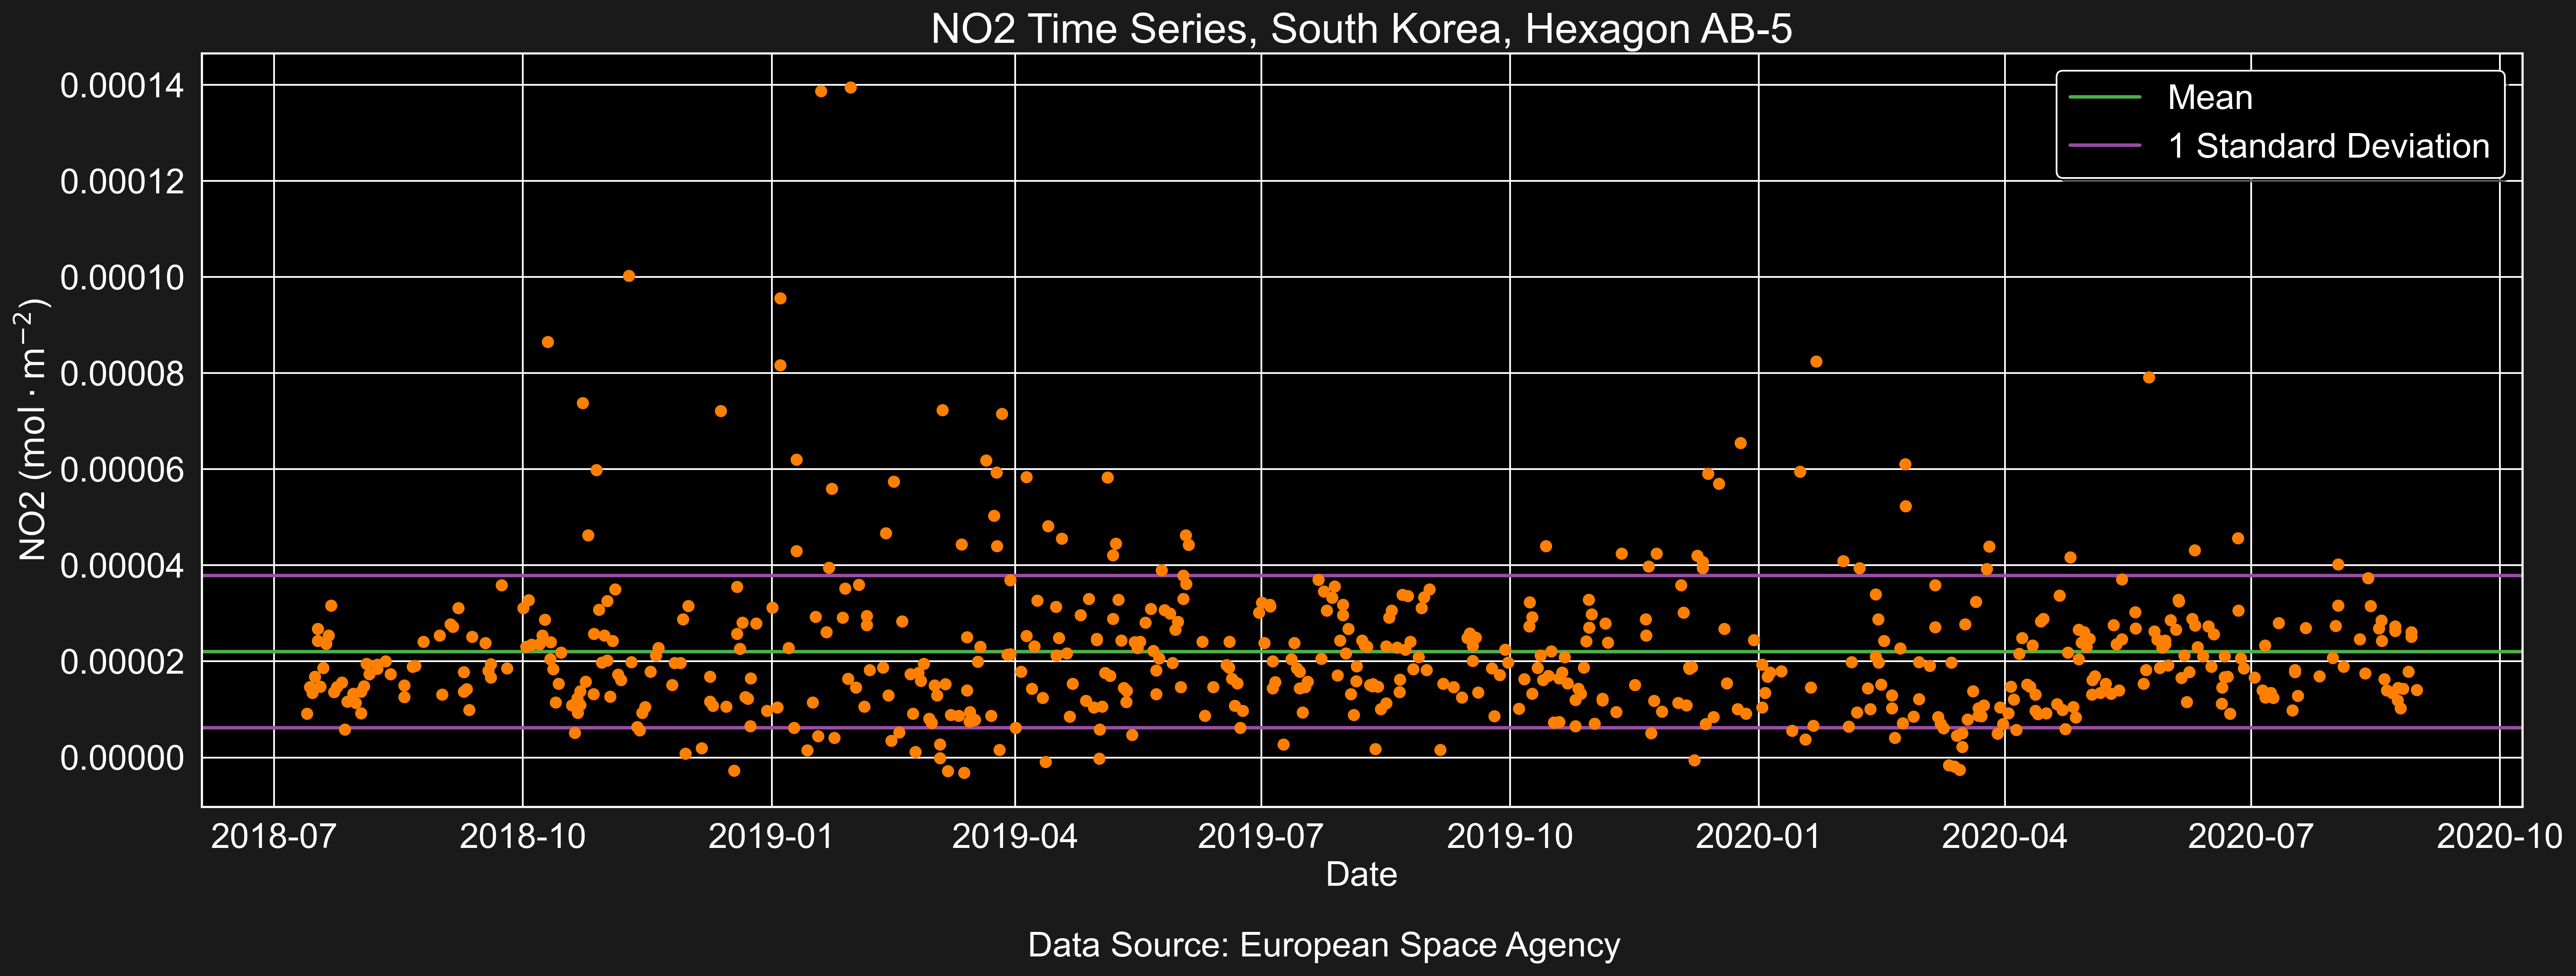 NO2 Time Series, South Korea, Hexagon AB-5
Mean
1 Standard Deviation
NO2 (mol · m⁻²)
0.00014
0.00012
0.00010
0.00008
0.00006
0.00004
0.00002
0.00000
2018-07 2018-10 2019-01 2019-04 2019-07 2019-10 2020-01 2020-04 2020-07 2020-10
Date
Data Source: European Space Agency